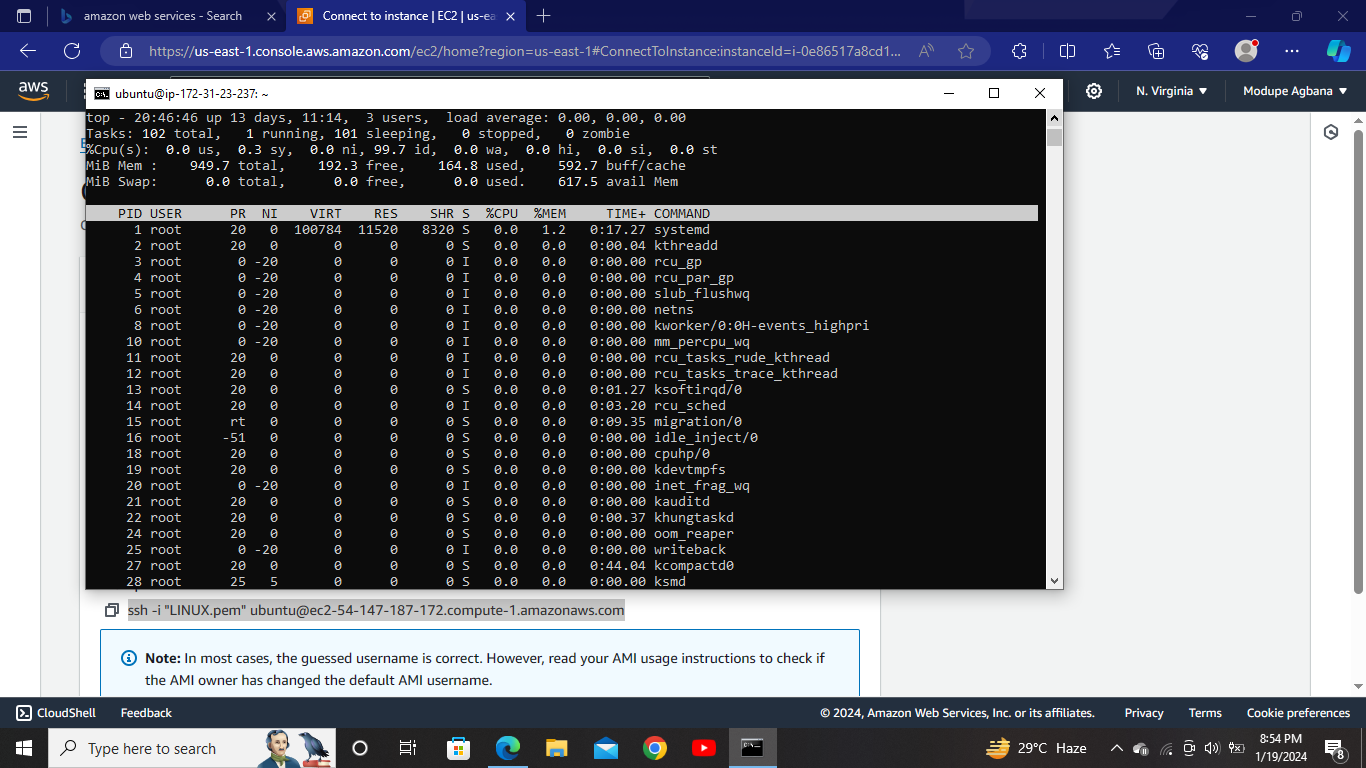 amazon web services - Search
Connect to instance | EC2 | us-ea
https://us-east-1.console.aws.amazon.com/ec2/home?region=us-east-1#ConnectToInstance:instanceId=i-0e86517a8cd1...
aws
N. Virginia
Modupe Agbana
ubuntu@ip-172-31-23-237: ~
top - 20:46:46 up 13 days, 11:14,  3 users,  load average: 0.00, 0.00, 0.00
Tasks: 102 total,   1 running, 101 sleeping,   0 stopped,   0 zombie
%Cpu(s):  0.0 us,  0.3 sy,  0.0 ni, 99.7 id,  0.0 wa,  0.0 hi,  0.0 si,  0.0 st
MiB Mem :    949.7 total,    192.3 free,    164.8 used,    592.7 buff/cache
MiB Swap:      0.0 total,      0.0 free,      0.0 used.    617.5 avail Mem
PID USER      PR  NI    VIRT    RES    SHR S  %CPU  %MEM     TIME+ COMMAND
1 root      20   0  100784  11520   8320 S   0.0   1.2   0:17.27 systemd
2 root      20   0       0      0      0 S   0.0   0.0   0:00.04 kthreadd
3 root       0 -20       0      0      0 I   0.0   0.0   0:00.00 rcu_gp
4 root       0 -20       0      0      0 I   0.0   0.0   0:00.00 rcu_par_gp
5 root       0 -20       0      0      0 I   0.0   0.0   0:00.00 slub_flushwq
6 root       0 -20       0      0      0 I   0.0   0.0   0:00.00 netns
8 root       0 -20       0      0      0 I   0.0   0.0   0:00.00 kworker/0:0H-events_highpri
10 root       0 -20       0      0      0 I   0.0   0.0   0:00.00 mm_percpu_wq
11 root      20   0       0      0      0 I   0.0   0.0   0:00.00 rcu_tasks_rude_kthread
12 root      20   0       0      0      0 I   0.0   0.0   0:00.00 rcu_tasks_trace_kthread
13 root      20   0       0      0      0 S   0.0   0.0   0:01.27 ksoftirqd/0
14 root      20   0       0      0      0 I   0.0   0.0   0:03.20 rcu_sched
15 root      rt   0       0      0      0 S   0.0   0.0   0:09.35 migration/0
16 root     -51   0       0      0      0 S   0.0   0.0   0:00.00 idle_inject/0
18 root      20   0       0      0      0 S   0.0   0.0   0:00.00 cpuhp/0
19 root      20   0       0      0      0 S   0.0   0.0   0:00.00 kdevtmpfs
20 root       0 -20       0      0      0 I   0.0   0.0   0:00.00 inet_frag_wq
21 root      20   0       0      0      0 S   0.0   0.0   0:00.00 kauditd
22 root      20   0       0      0      0 S   0.0   0.0   0:00.37 khungtaskd
24 root      20   0       0      0      0 S   0.0   0.0   0:00.00 oom_reaper
25 root       0 -20       0      0      0 I   0.0   0.0   0:00.00 writeback
27 root      20   0       0      0      0 S   0.0   0.0   0:44.04 kcompactd0
28 root      25   5       0      0      0 S   0.0   0.0   0:00.00 ksmd
ssh -i "LINUX.pem" ubuntu@ec2-54-147-187-172.compute-1.amazonaws.com
Note: In most cases, the guessed username is correct. However, read your AMI usage instructions to check if
the AMI owner has changed the default AMI username.
CloudShell Feedback © 2024, Amazon Web Services, Inc. or its affiliates. Privacy Terms Cookie preferences
Type here to search
29°C Haze
8:54 PM
1/19/2024
8